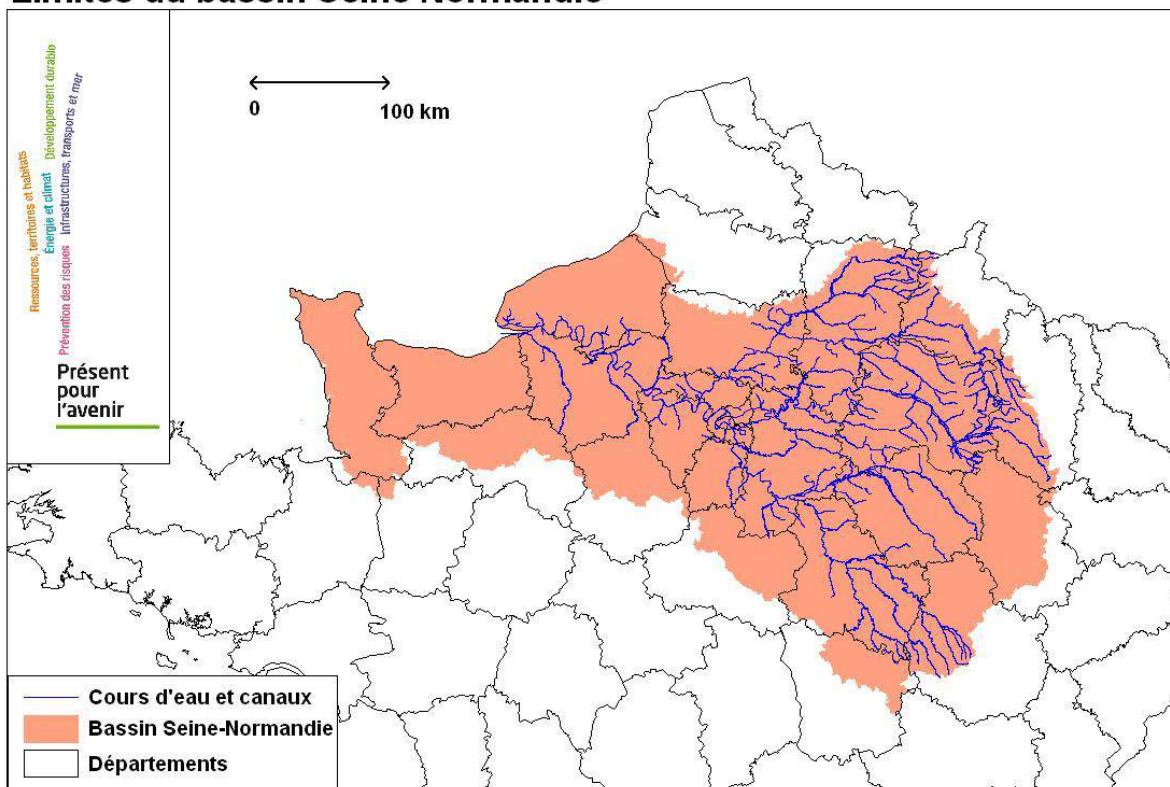 Limites du bassin Seine Normandie
Ressources, territoires et habitats
Énergie et climat
Développement durable
Prévention des risques
Infrastructures, transports et mer
Présent
pour
l'avenir
0
100 km
Cours d'eau et canaux
Bassin Seine-Normandie
Départements